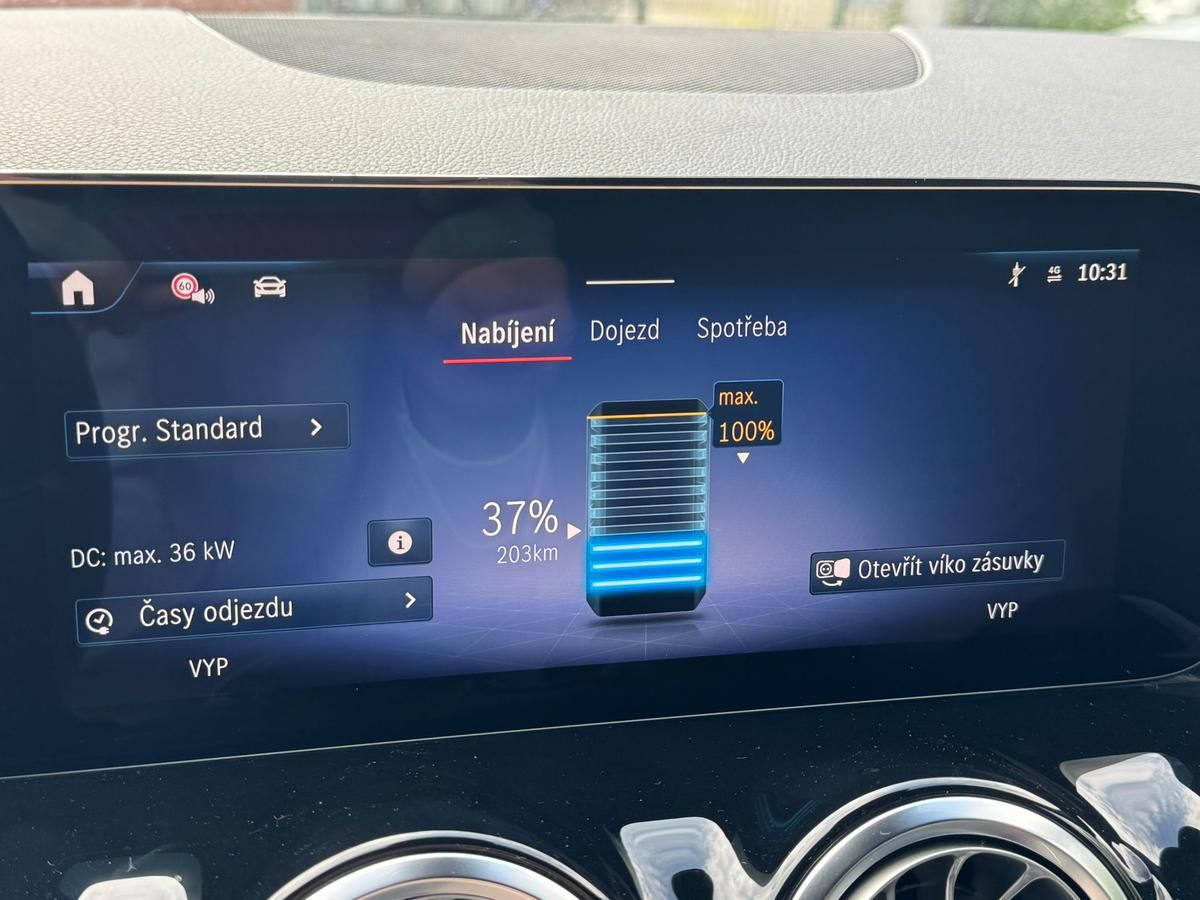 60
4G
10:31
Nabíjení Dojezd Spotřeba
Progr. Standard
max.
100%
37%
203km
DC: max. 36 kW
i
Otevřít víko zásuvky
VYP
Časy odjezdu
VYP